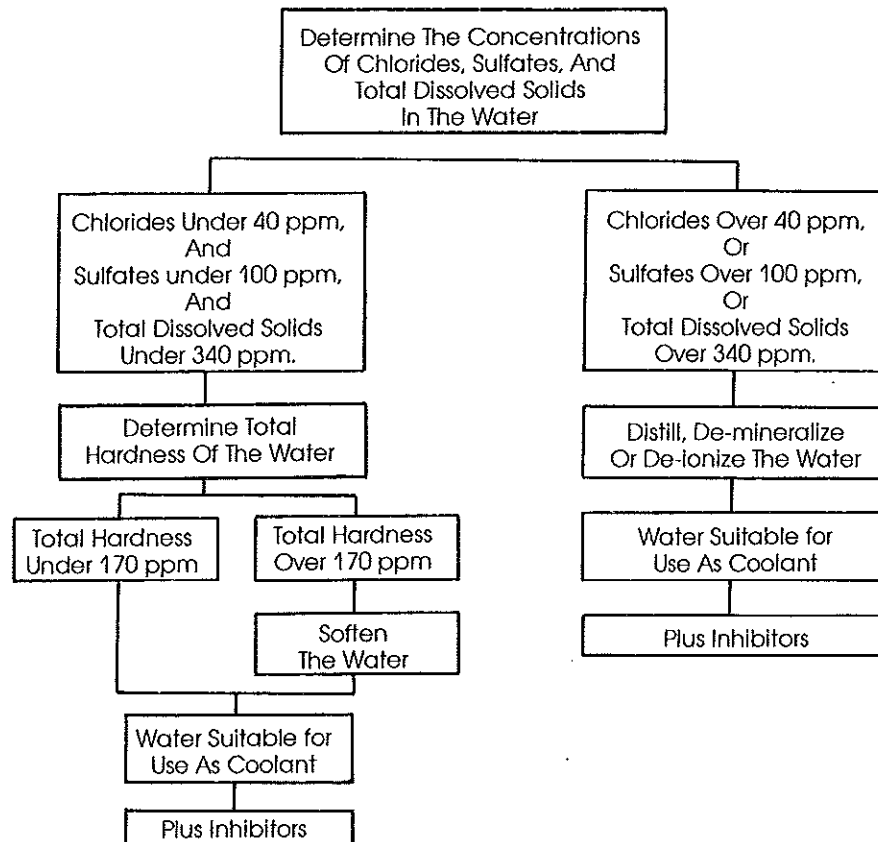 Determine The Concentrations
Of Chlorides, Sulfates, And
Total Dissolved Solids
In The Water
Chlorides Under 40 ppm,
And
Sulfates under 100 ppm,
And
Total Dissolved Solids
Under 340 ppm.
Chlorides Over 40 ppm,
Or
Sulfates Over 100 ppm,
Or
Total Dissolved Solids
Over 340 ppm.
Determine Total
Hardness Of The Water
Distill, De-mineralize
Or De-ionize The Water
Total Hardness
Under 170 ppm
Total Hardness
Over 170 ppm
Water Suitable for
Use As Coolant
Soften
The Water
Plus Inhibitors
Water Suitable for
Use As Coolant
Plus Inhibitors